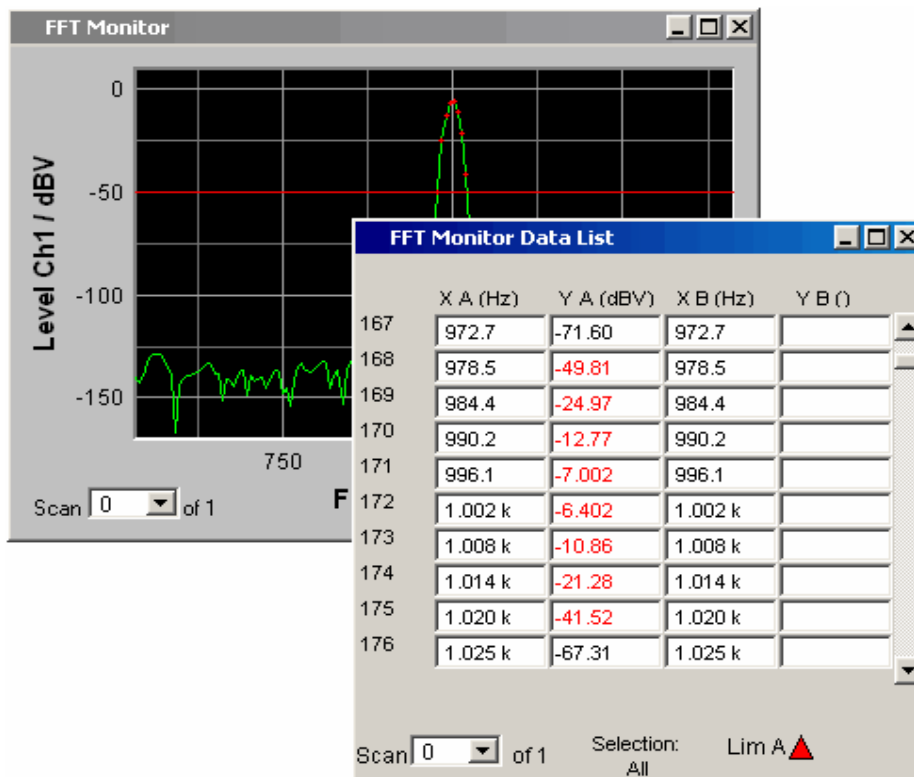 FFT Monitor
0
-50
-100
-150
Level Ch1 / dBV
750
F
Scan 0 of 1
FFT Monitor Data List
X A (Hz) Y A (dBV) X B (Hz) Y B ()
167 972.7 -71.60 972.7
168 978.5 -49.81 978.5
169 984.4 -24.97 984.4
170 990.2 -12.77 990.2
171 996.1 -7.002 996.1
172 1.002 k -6.402 1.002 k
173 1.008 k -10.86 1.008 k
174 1.014 k -21.28 1.014 k
175 1.020 k -41.52 1.020 k
176 1.025 k -67.31 1.025 k
Scan 0 of 1
Selection:
All
Lim A